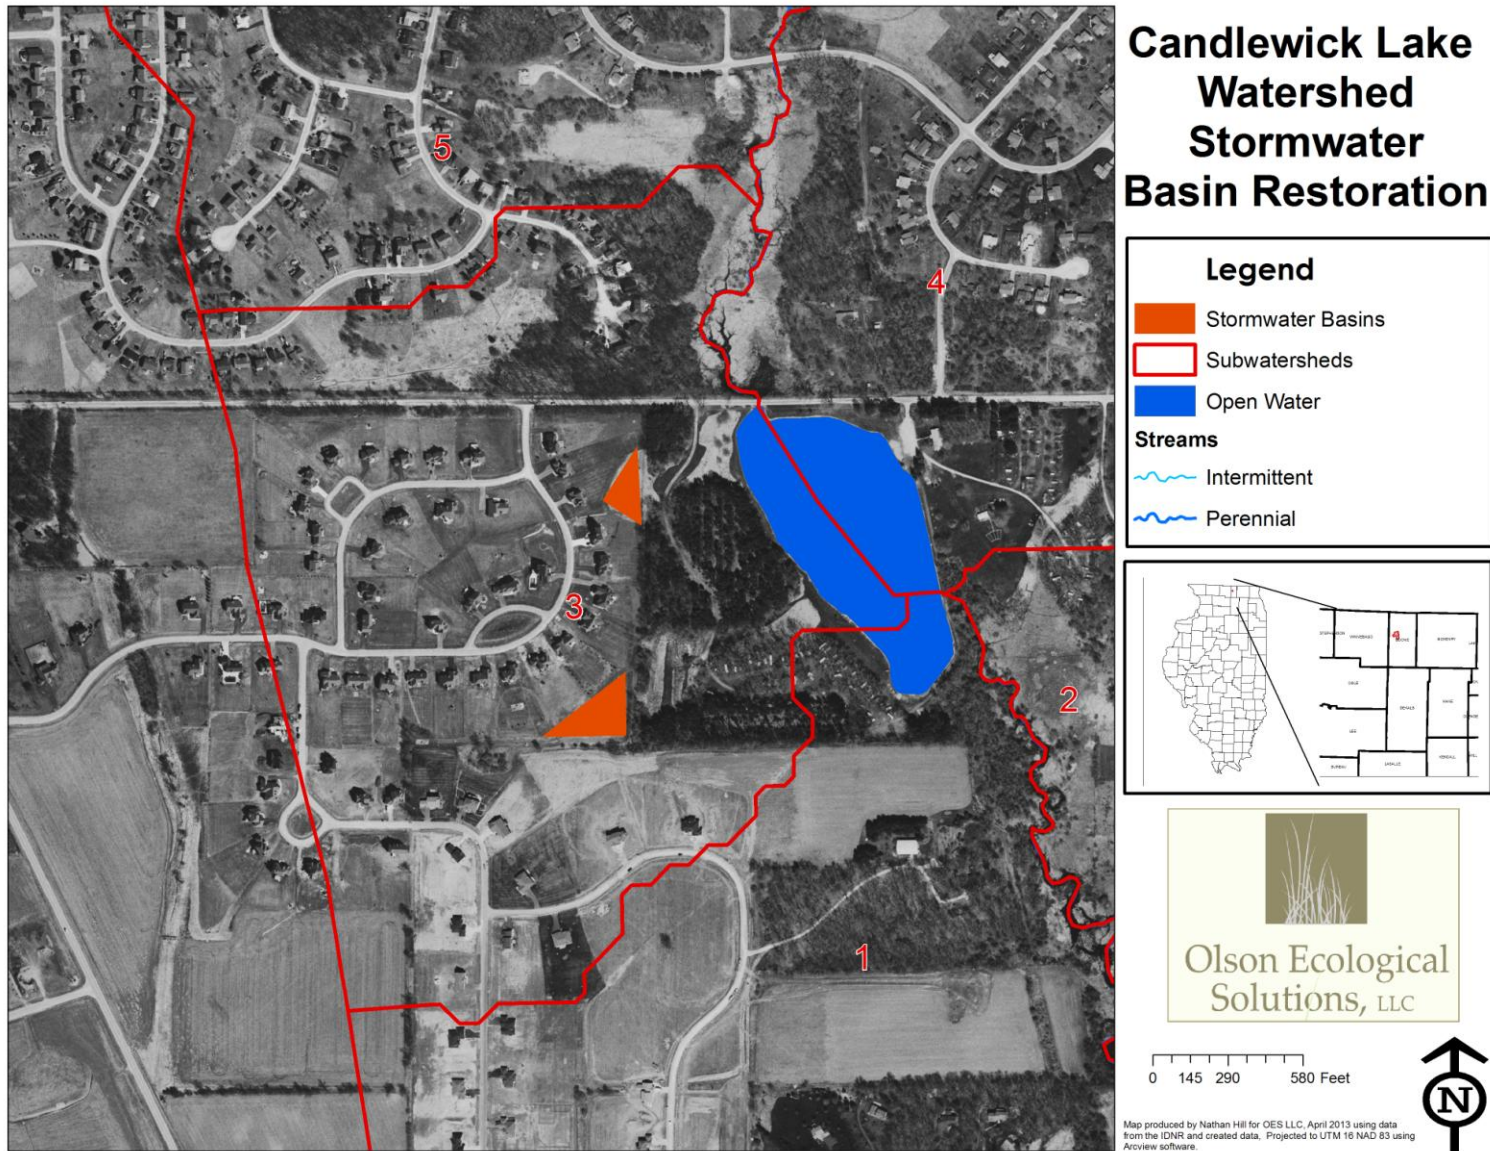 Candlewick Lake
Watershed
Stormwater
Basin Restoration
Legend
Stormwater Basins
Subwatersheds
Open Water
Streams
Intermittent
Perennial
5
4
3
2
1
4
Olson Ecological
Solutions, LLC
0 145 290 580 Feet
N
Map produced by Nathan Hill for OES LLC, April 2013 using data
from the IDNR and created data, Projected to UTM 16 NAD 83 using
Arcview software.